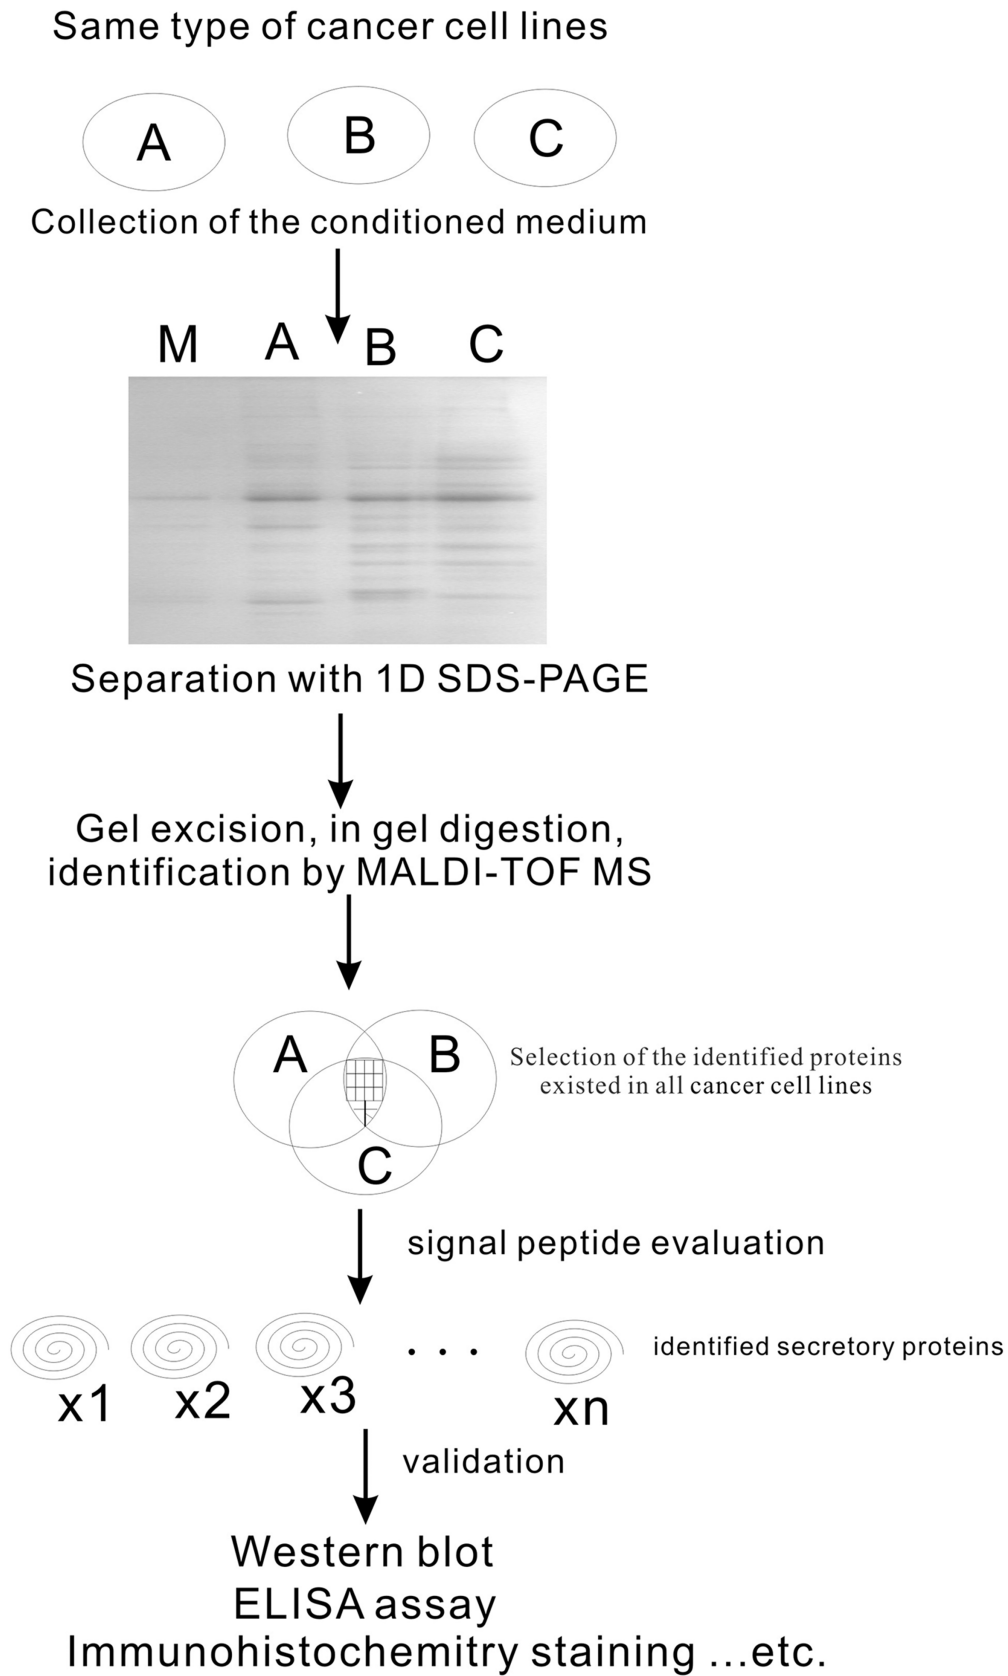 Same type of cancer cell lines
A B C
Collection of the conditioned medium
M A B C
Separation with 1D SDS-PAGE
Gel excision, in gel digestion,
identification by MALDI-TOF MS
A B
Selection of the identified proteins
existed in all cancer cell lines
C
signal peptide evaluation
... identified secretory proteins
x1 x2 x3 xn
validation
Western blot
ELISA assay
Immunohistochemitry staining ...etc.